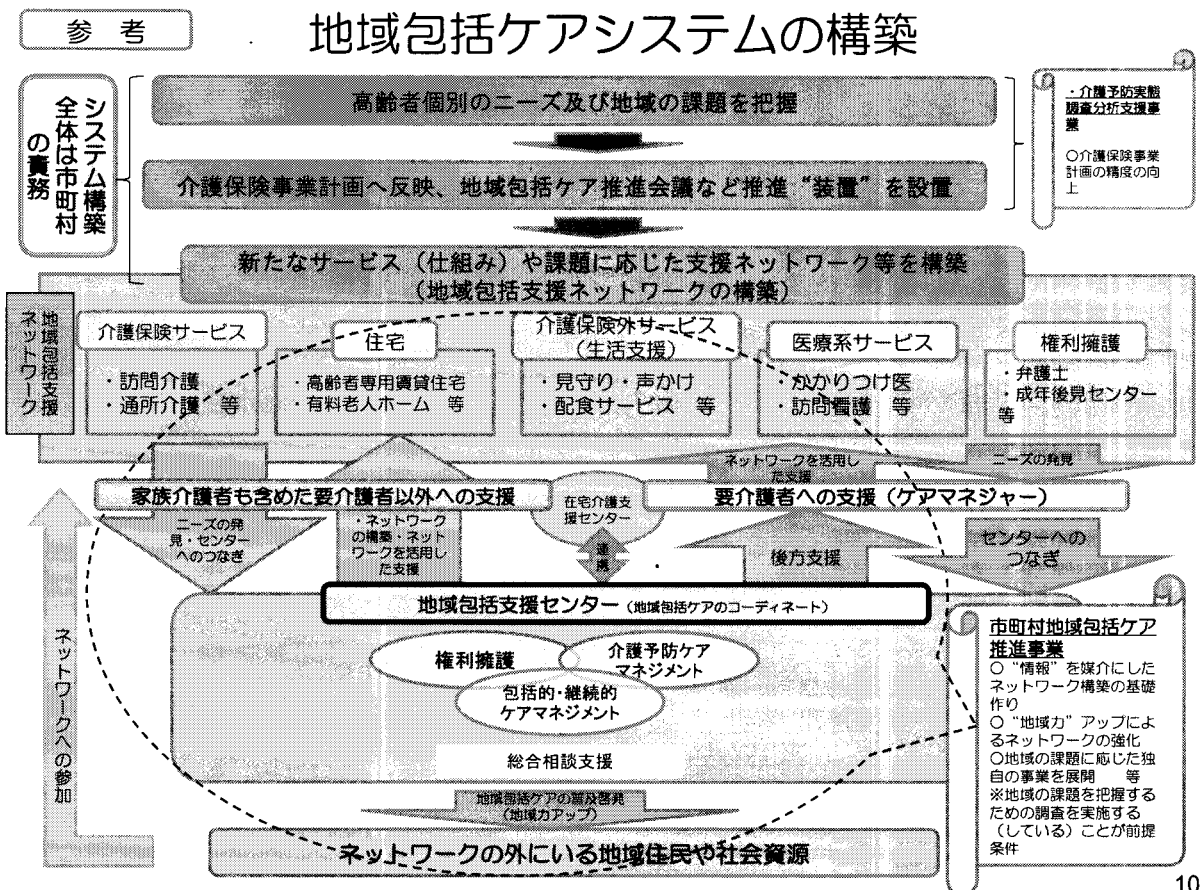 参 考
地域包括ケアシステムの構築
システム構築
全体は市町村
の責務
高齢者個別のニーズ及び地域の課題を把握
介護保険事業計画へ反映、地域包括ケア推進会議など推進“装置”を設置
新たなサービス（仕組み）や課題に応じた支援ネットワーク等を構築
（地域包括支援ネットワークの構築）
・介護予防実態
調査分析支援事
業
○介護保険事業
計画の精度の向
上
地域包括支援
ネットワーク
介護保険サービス
・訪問介護
・通所介護 等
住宅
・高齢者専用賃貸住宅
・有料老人ホーム 等
介護保険外サービス
（生活支援）
・見守り・声かけ
・配食サービス 等
医療系サービス
・かかりつけ医
・訪問看護 等
権利擁護
・弁護士
・成年後見センター
等
ネットワークを活用し
た支援
ニーズの発見
家族介護者も含めた要介護者以外への支援
在宅介護支
援センター
要介護者への支援（ケアマネジャー）
ニーズの発
見・センター
へのつなぎ
・ネットワーク
の構築・ネット
ワークを活用し
た支援
連携
後方支援
センターへの
つなぎ
地域包括支援センター（地域包括ケアのコーディネート）
権利擁護
介護予防ケア
マネジメント
包括的・継続的
ケアマネジメント
総合相談支援
ネットワークへの参加
地域包括ケアの普及啓発
（地域力アップ）
ネットワークの外にいる地域住民や社会資源
市町村地域包括ケア
推進事業
○“情報”を媒介にした
ネットワーク構築の基礎
作り
○“地域力”アップによ
るネットワークの強化
○地域の課題に応じた独
自の事業を展開 等
※地域の課題を把握する
ための調査を実施する
（している）ことが前提
条件
10